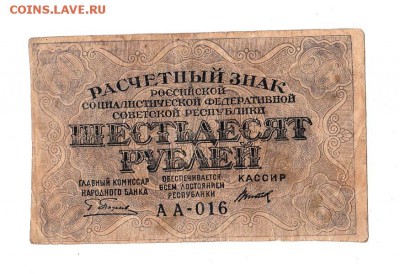 COINS.LAVE.RU
РАСЧЕТНЫЙ ЗНАК
РОССИЙСКОЙ
СОЦИАЛИСТИЧЕСКОЙ ФЕДЕРАТИВНОЙ
СОВЕТСКОЙ РЕСПУБЛИКИ
ШЕСТЬДЕСЯТ
РУБЛЕЙ
ГЛАВНЫЙ КОМИССАР
НАРОДНОГО БАНКА
ОБЕСПЕЧИВАЕТСЯ
ВСЕМ ДОСТОЯНИЕМ
РЕСПУБЛИКИ
КАССИР
АА-016